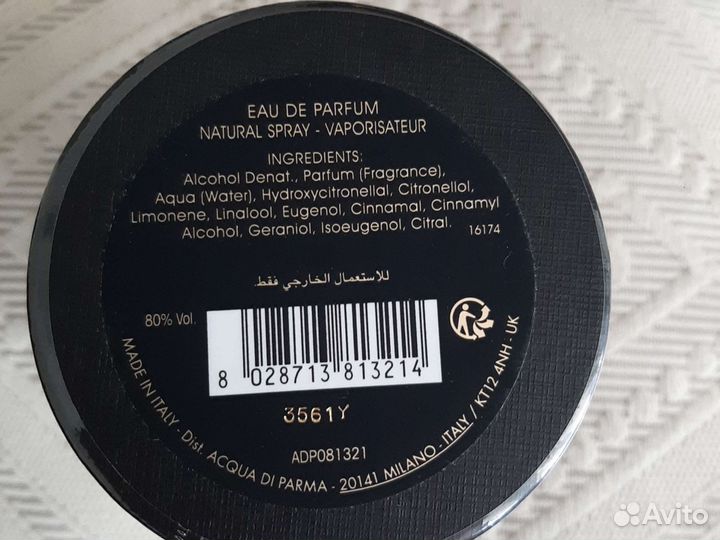 EAU DE PARFUM
NATURAL SPRAY - VAPORISATEUR
INGREDIENTS:
Alcohol Denat., Parfum (Fragrance),
Aqua (Water), Hydroxycitronellal, Citronellol,
Limonene, Linalool, Eugenol, Cinnamal, Cinnamyl
Alcohol, Geraniol, Isoeugenol, Citral.
16174
للإستعمال الخارجي فقط.
80% Vol.
8 028713 813214
3561Y
ADP081321
MADE IN ITALY - Dist. ACQUA DI PARMA - 20141 MILANO - ITALY / KT12 4NH - UK
Avito